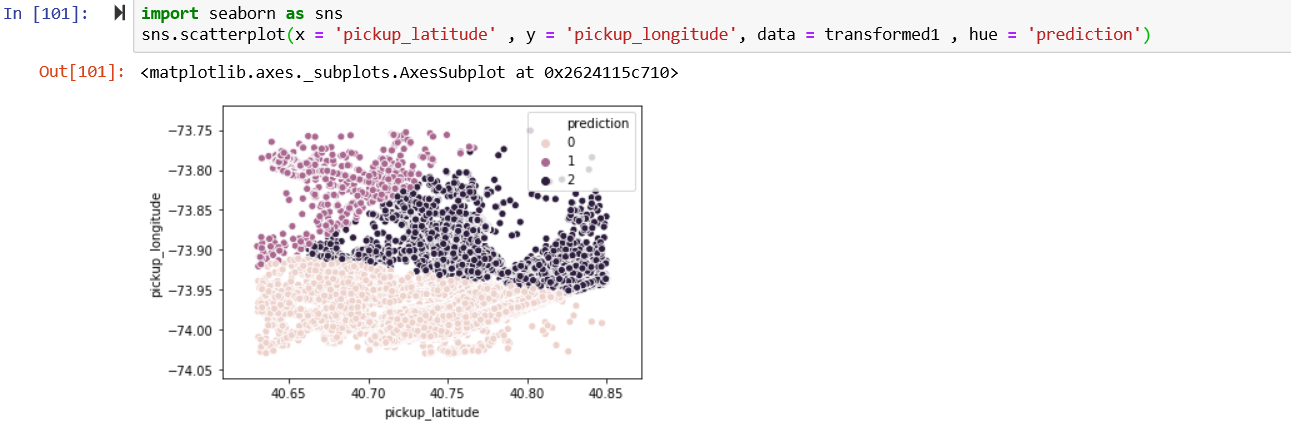 In [101]:
import seaborn as sns
sns.scatterplot(x = 'pickup_latitude' , y = 'pickup_longitude', data = transformed1 , hue = 'prediction')
Out[101]: <matplotlib.axes._subplots.AxesSubplot at 0x2624115c710>
prediction
0
1
2
−73.75
−73.80
−73.85
−73.90
−73.95
−74.00
−74.05
pickup_longitude
40.65 40.70 40.75 40.80 40.85
pickup_latitude